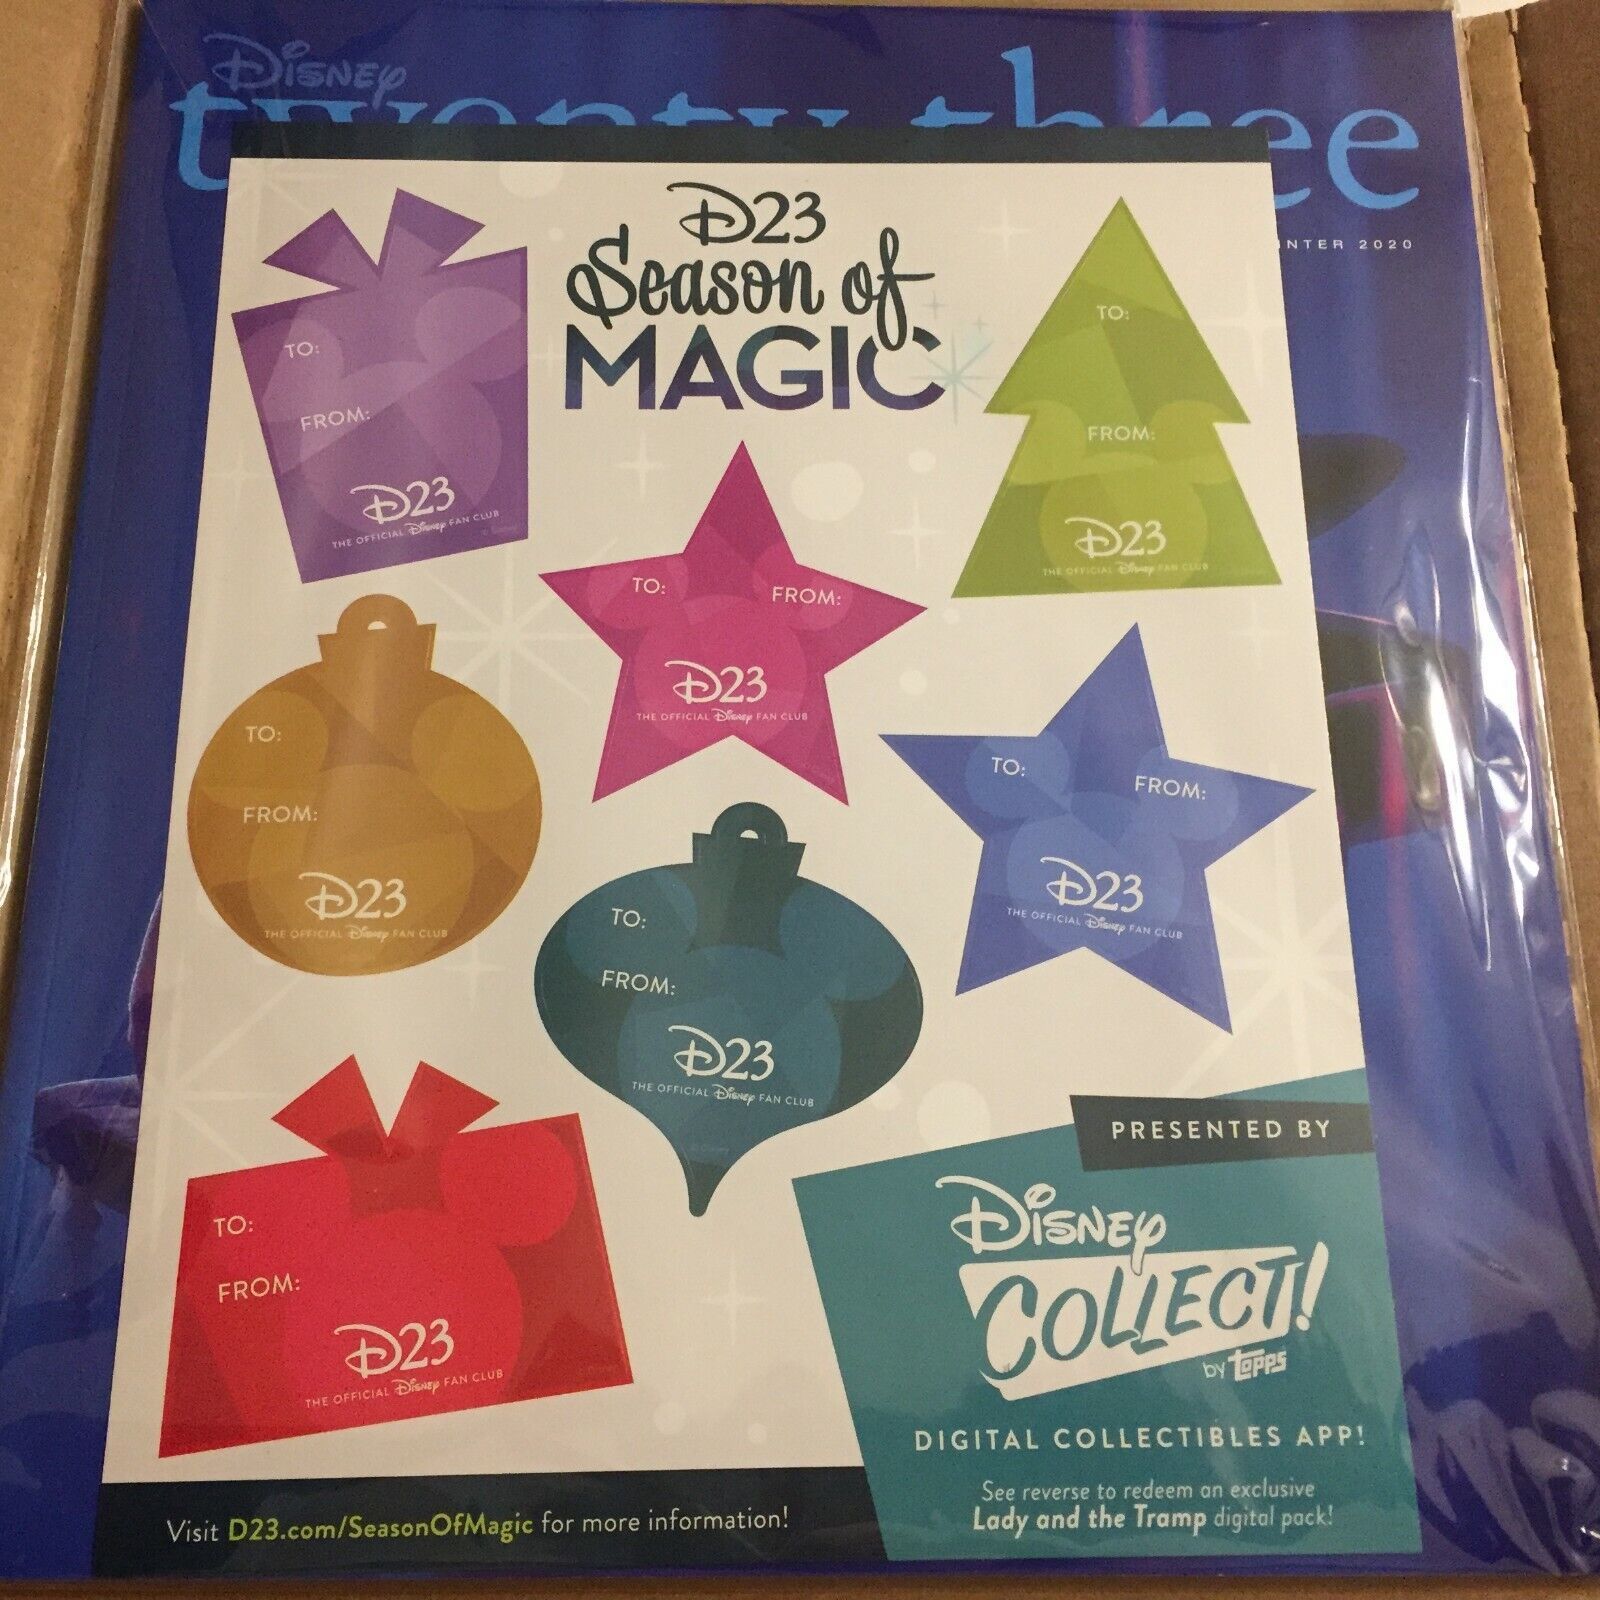 Disney
twenty-three
WINTER 2020
D23
Season of
MAGIC
TO:
FROM:
D23
THE OFFICIAL Disney FAN CLUB
TO:
FROM:
D23
THE OFFICIAL Disney FAN CLUB
TO: FROM:
D23
THE OFFICIAL Disney FAN CLUB
TO:
FROM:
D23
THE OFFICIAL Disney FAN CLUB
TO: FROM:
D23
THE OFFICIAL Disney FAN CLUB
TO:
FROM:
D23
THE OFFICIAL Disney FAN CLUB
TO:
FROM:
D23
THE OFFICIAL Disney FAN CLUB
PRESENTED BY
Disney
COLLECT!
by topps
DIGITAL COLLECTIBLES APP!
See reverse to redeem an exclusive
Lady and the Tramp digital pack!
Visit D23.com/SeasonOfMagic for more information!